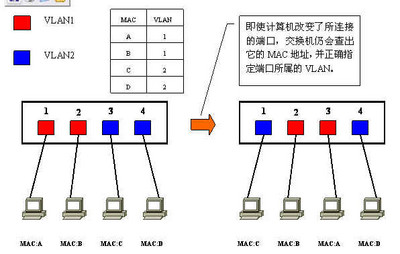 VLAN1
VLAN2
MAC VLAN
A 1
B 1
C 2
D 2
即使计算机改变了所连接
的端口，交换机仍会查出
它的 MAC 地址，并正确指
定端口所属的 VLAN。
1 2 3 4
1 2 3 4
MAC:A MAC:B MAC:C MAC:D
MAC:C MAC:B MAC:A MAC:D